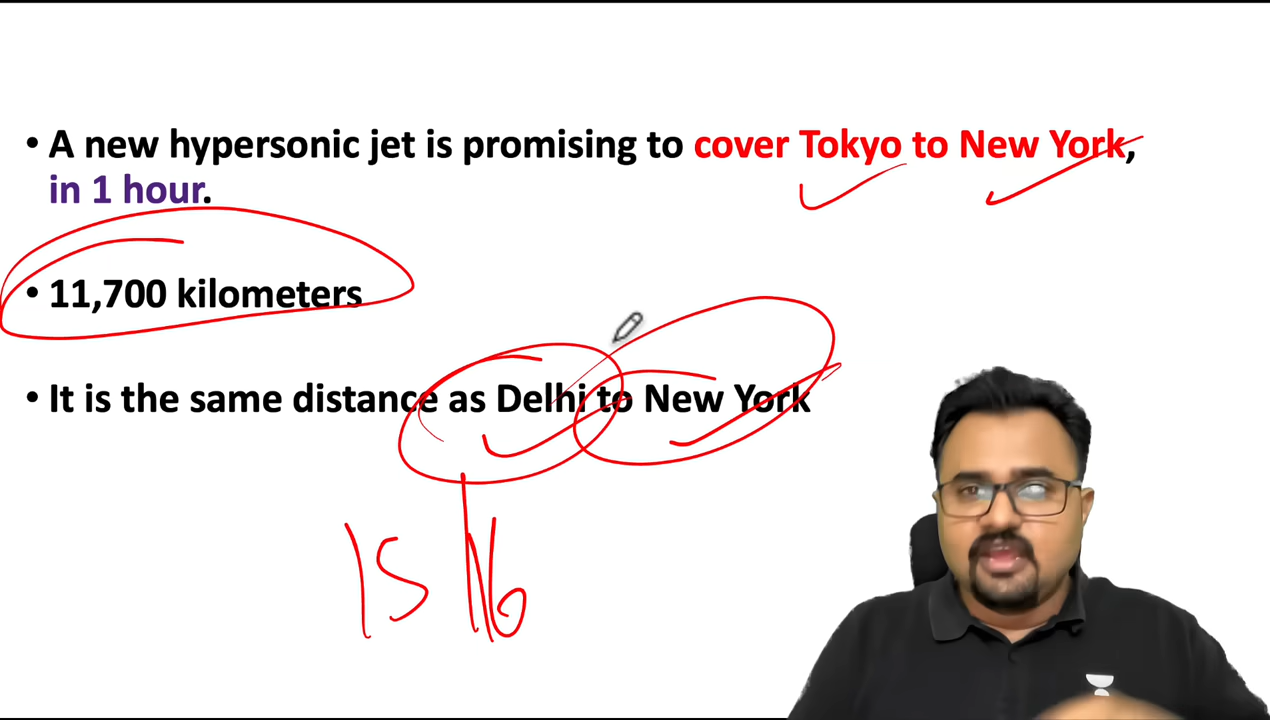 • A new hypersonic jet is promising to cover Tokyo to New York,
in 1 hour.
• 11,700 kilometers
• It is the same distance as Delhi to New York
15 16